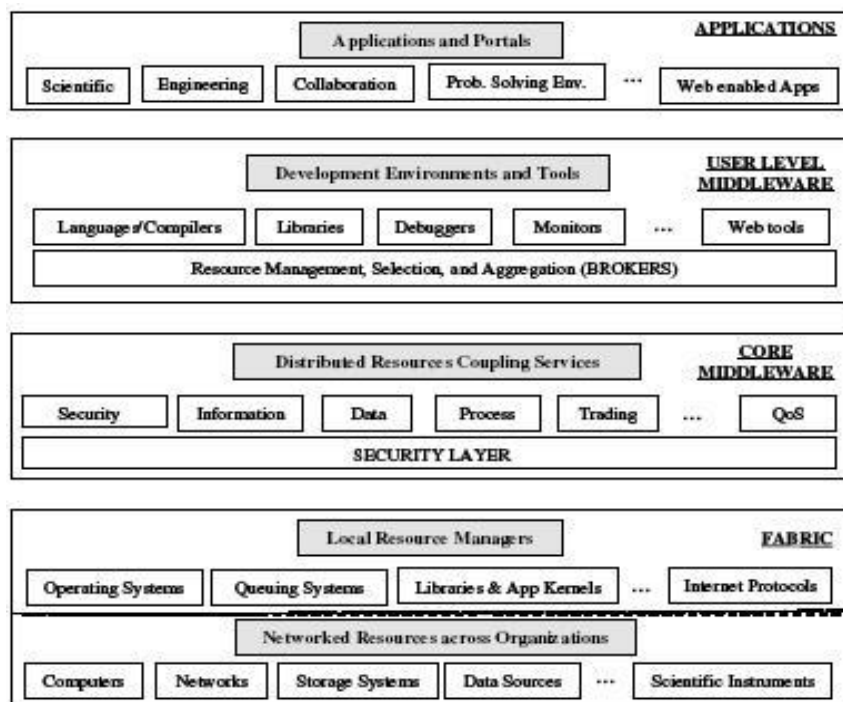 APPLICATIONS
Applications and Portals
Scientific
Engineering
Collaboration
Prob. Solving Env.
...
Web enabled Apps
USER LEVEL
MIDDLEWARE
Development Environments and Tools
Languages/Compilers
Libraries
Debuggers
Monitors
...
Web tools
Resource Management, Selection, and Aggregation (BROKERS)
CORE
MIDDLEWARE
Distributed Resources Coupling Services
Security
Information
Data
Process
Trading
...
QoS
SECURITY LAYER
FABRIC
Local Resource Managers
Operating Systems
Queuing Systems
Libraries & App Kernels
...
Internet Protocols
Networked Resources across Organizations
Computers
Networks
Storage Systems
Data Sources
...
Scientific Instruments